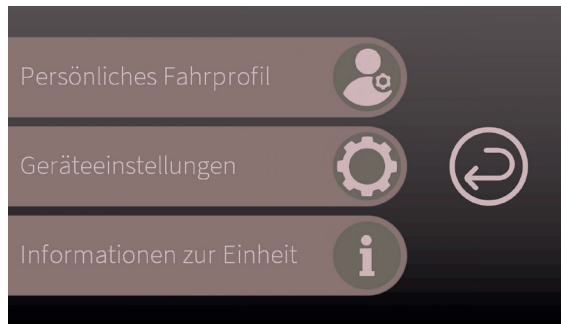 Persönliches Fahrprofil
Geräteeinstellungen
Informationen zur Einheit